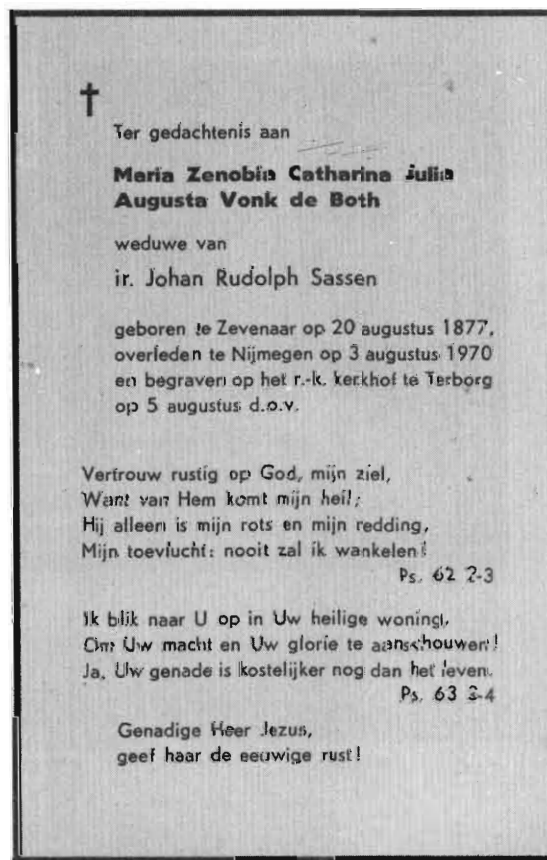 Ter gedachtenis aan
Maria Zenobia Catharina Julia
Augusta Vonk de Both
weduwe van
ir. Johan Rudolph Sassen
geboren te Zevenaar op 20 augustus 1877,
overleden te Nijmegen op 3 augustus 1970
en begraven op het r.-k. kerkhof te Terborg
op 5 augustus d.o.v.
Vertrouw rustig op God, mijn ziel,
Want van Hem komt mijn heil;
Hij alleen is mijn rots en mijn redding,
Mijn toevlucht: nooit zal ik wankelen!
Ps. 62 2-3
Ik blik naar U op in Uw heilige woning,
Om Uw macht en Uw glorie te aanschouwen!
Ja, Uw genade is kostelijker nog dan het leven.
Ps. 63 3-4
Genadige Heer Jezus,
geef haar de eeuwige rust!